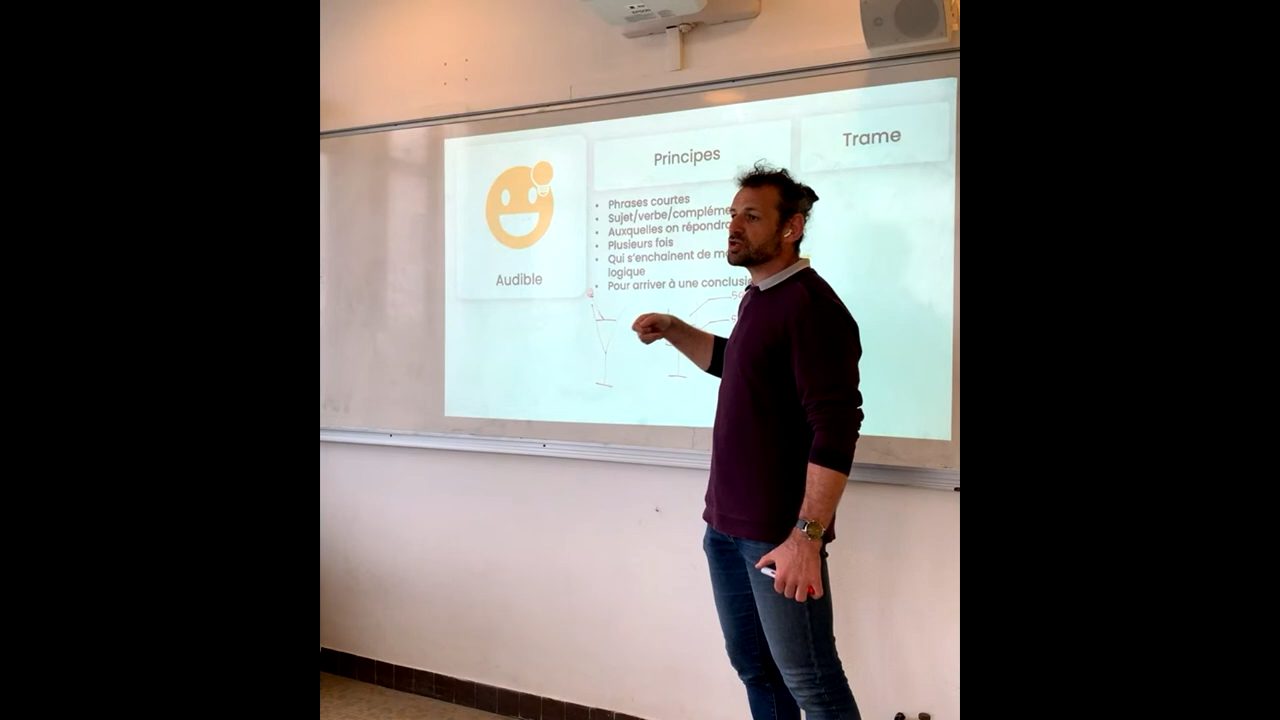 EPSON
Principes
Trame
Audible
Phrases courtes
Sujet/verbe/compléme
Auxquelles on répondra
Plusieurs fois
Qui s'enchainent de
logique
Pour arriver à une conclusi